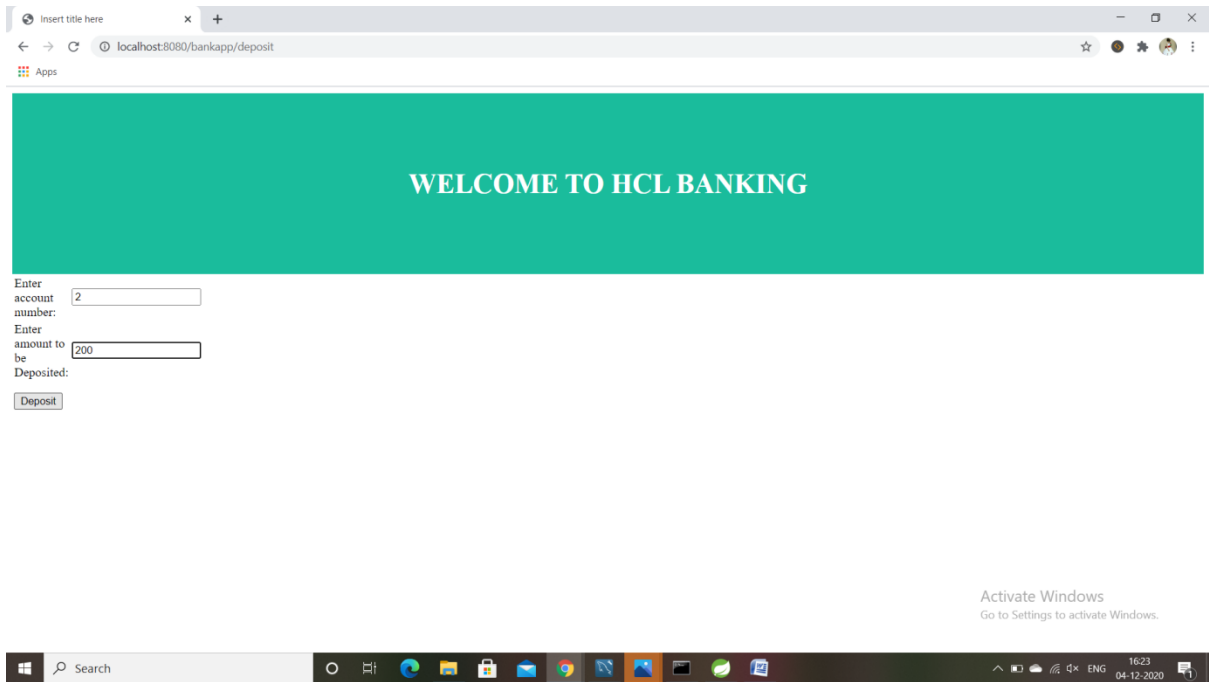 Insert title here
localhost:8080/bankapp/deposit
Apps
WELCOME TO HCL BANKING
Enter
account
number:
2
Enter
amount to
be
Deposited:
200
Deposit
Activate Windows
Go to Settings to activate Windows.
Search
ENG
16:23
04-12-2020